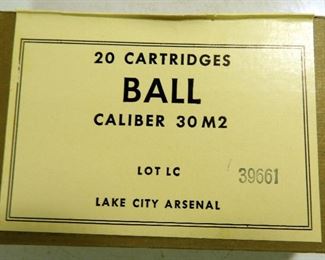 20 CARTRIDGES
BALL
CALIBER 30 M2
LOT LC 39661
LAKE CITY ARSENAL